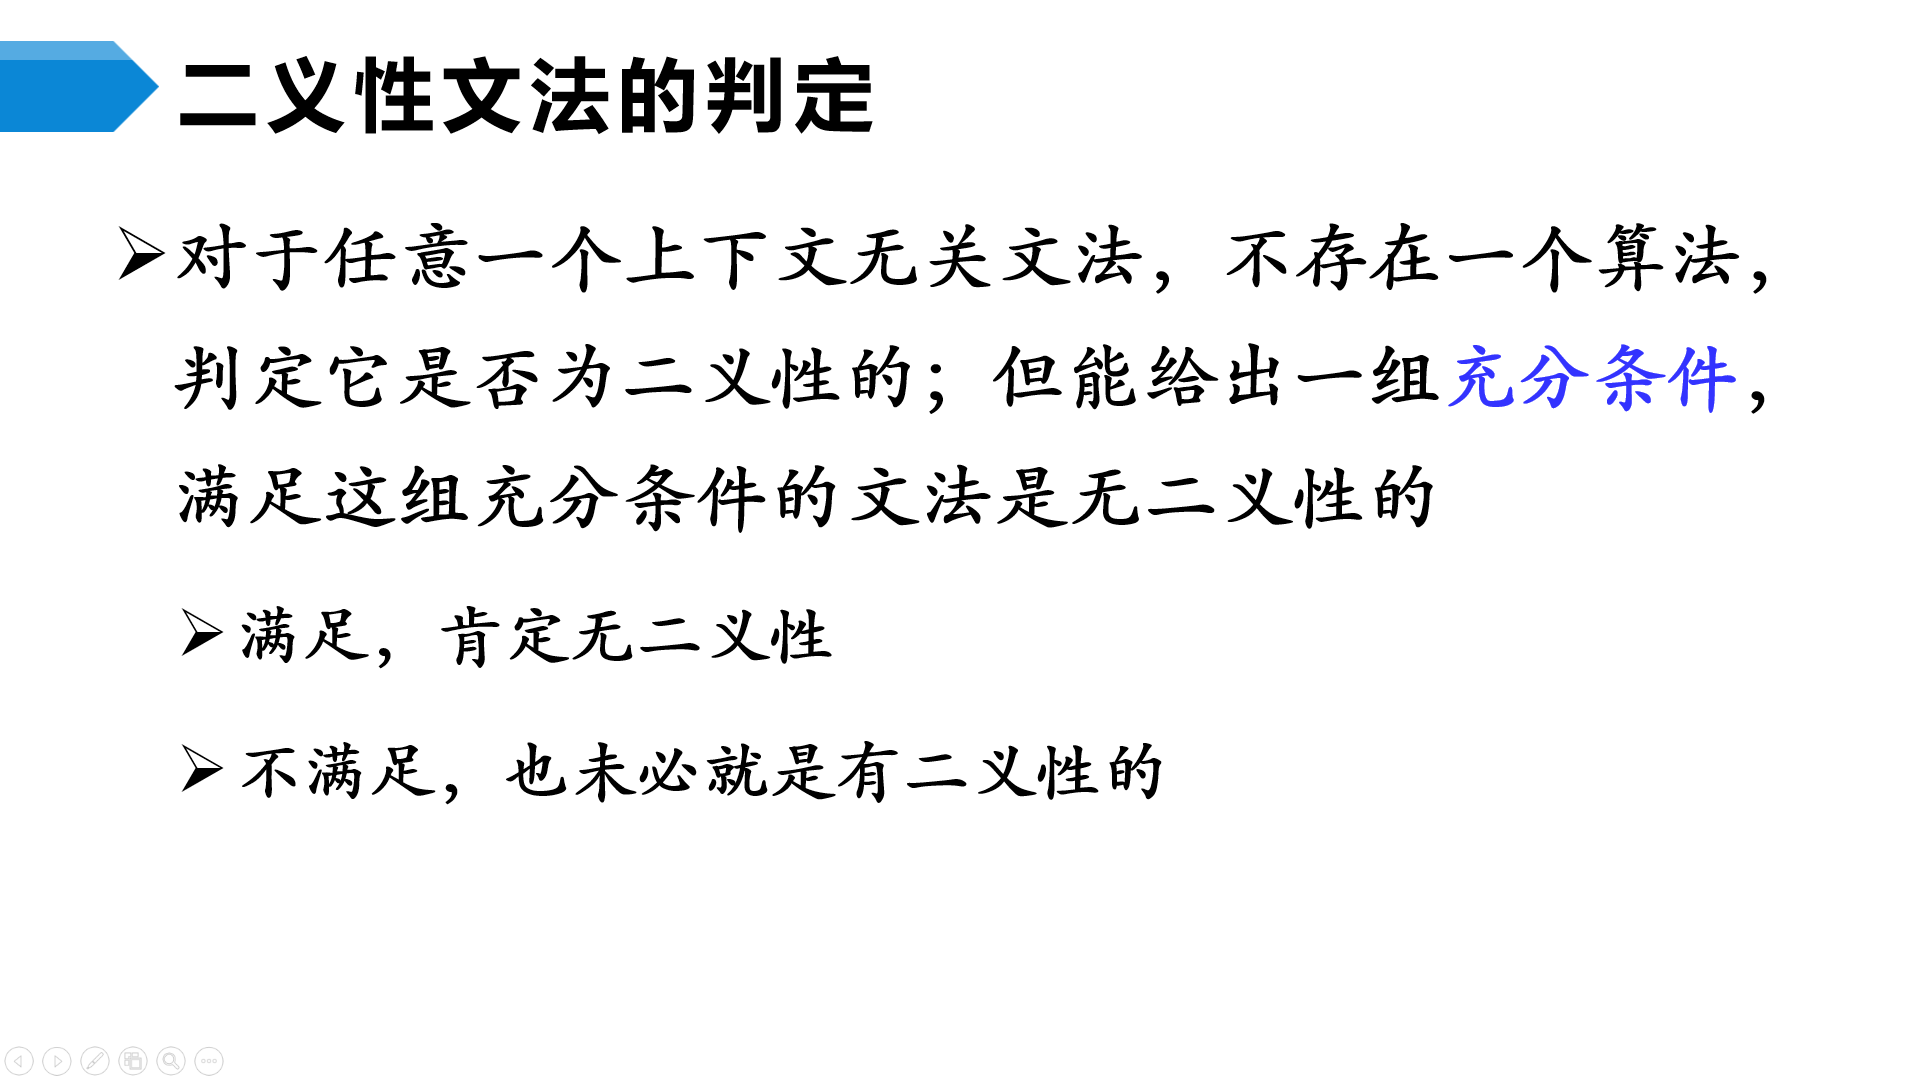 二义性文法的判定
对于任意一个上下文无关文法，不存在一个算法，
判定它是否为二义性的；但能给出一组充分条件，
满足这组充分条件的文法是无二义性的
满足，肯定无二义性
不满足，也未必就是有二义性的